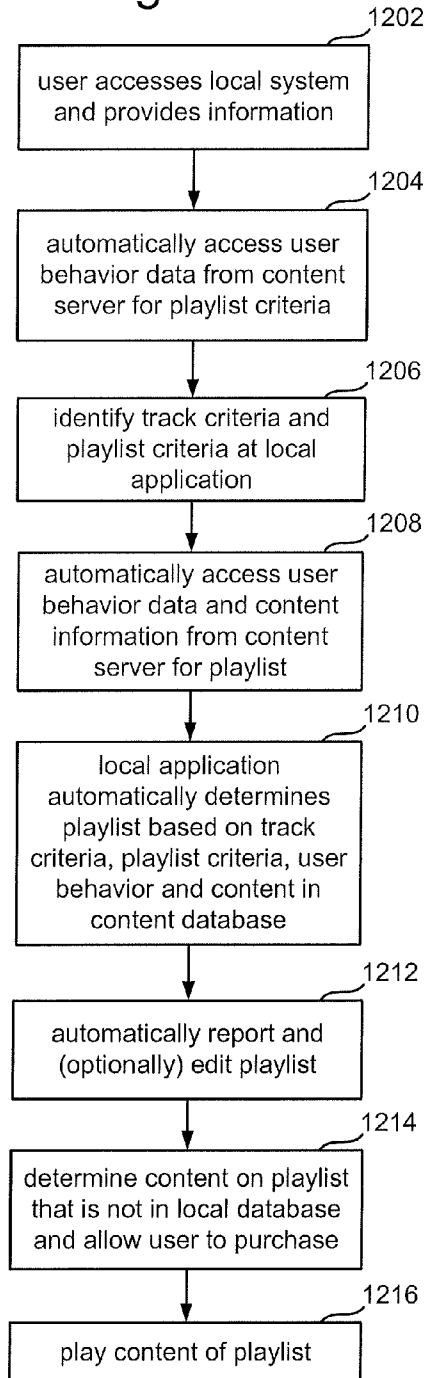 1202
user accesses local system
and provides information
1204
automatically access user
behavior data from content
server for playlist criteria
1206
identify track criteria and
playlist criteria at local
application
1208
automatically access user
behavior data and content
information from content
server for playlist
1210
local application
automatically determines
playlist based on track
criteria, playlist criteria, user
behavior and content in
content database
1212
automatically report and
(optionally) edit playlist
1214
determine content on playlist
that is not in local database
and allow user to purchase
1216
play content of playlist